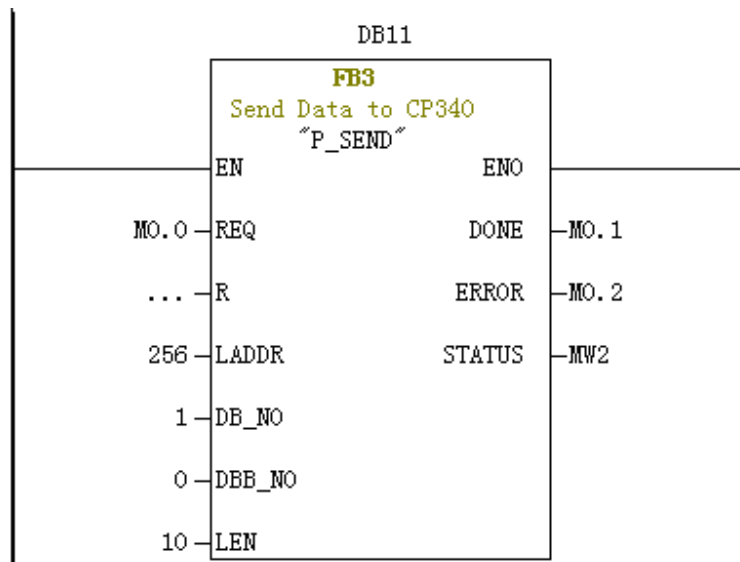 DB11
FB3
Send Data to CP340
"P_SEND"
EN ENO
M0.0 REQ DONE M0.1
... R ERROR M0.2
256 LADDR STATUS MW2
1 DB_NO
0 DBB_NO
10 LEN